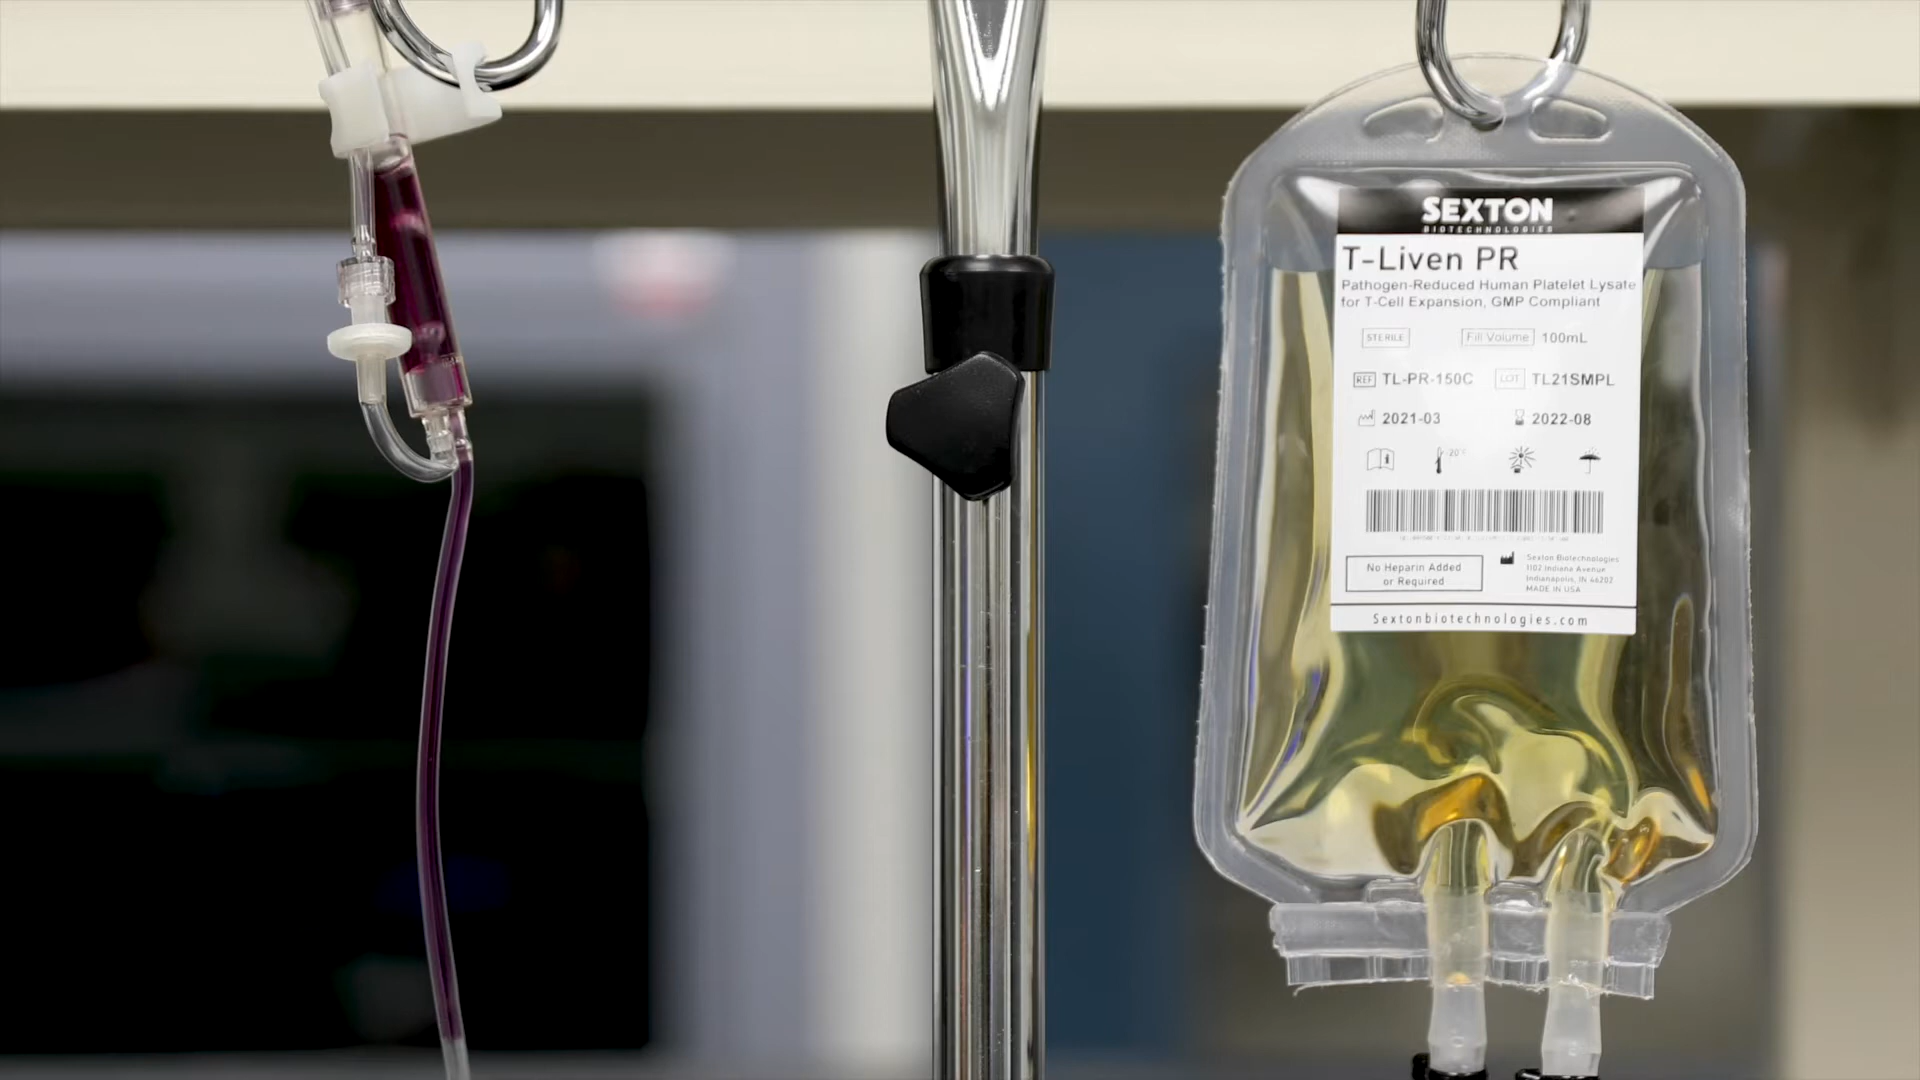 SEXTON
BIOTECHNOLOGIES
T-Liven PR
Pathogen-Reduced Human Platelet Lysate
for T-Cell Expansion, GMP Compliant
STERILE Fill Volume 100mL
REF TL-PR-150C LOT TL21SMPL
2021-03 2022-08
-20°C
No Heparin Added
or Required
Sexton Biotechnologies
1102 Indiana Avenue
Indianapolis, IN 46202
MADE IN USA
Sextonbiotechnologies.com